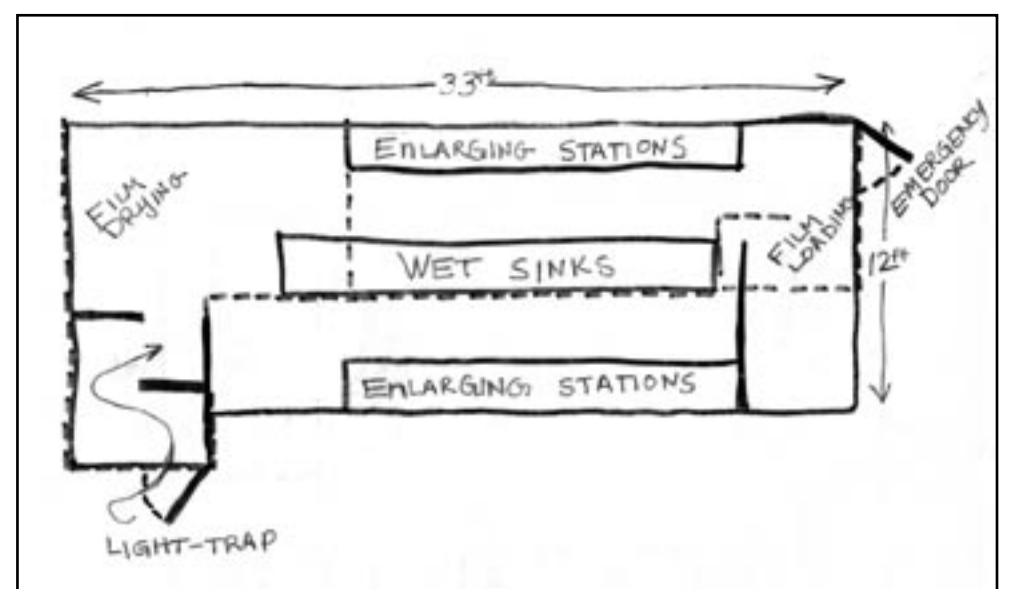 33ft
ENLARGING STATIONS
EMERGENCY
DOOR
FILM
DRYING
FILM
LOADING
WET SINKS
12ft
ENLARGING STATIONS
LIGHT-TRAP